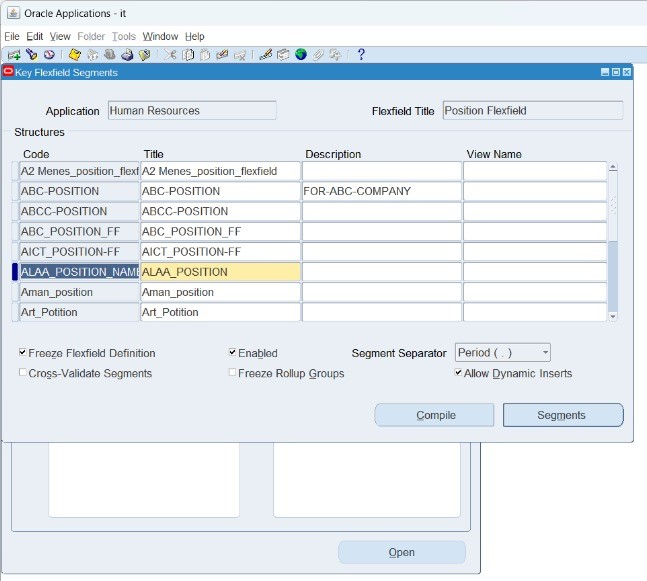 Oracle Applications - it
File Edit View Folder Tools Window Help
Key Flexfield Segments
Application Human Resources Flexfield Title Position Flexfield
Structures
Code Title Description View Name
A2 Menes_position_flexf A2 Menes_position_flexfield
ABC-POSITION ABC-POSITION FOR-ABC-COMPANY
ABCC-POSITION ABCC-POSITION
ABC_POSITION_FF ABC_POSITION_FF
AICT_POSITION-FF AICT_POSITION-FF
ALAA_POSITION_NAME ALAA_POSITION
Aman_position Aman_position
Art_Potition Art_Potition
Freeze Flexfield Definition Enabled Segment Separator Period ( . )
Cross-Validate Segments Freeze Rollup Groups Allow Dynamic Inserts
Compile Segments
Open